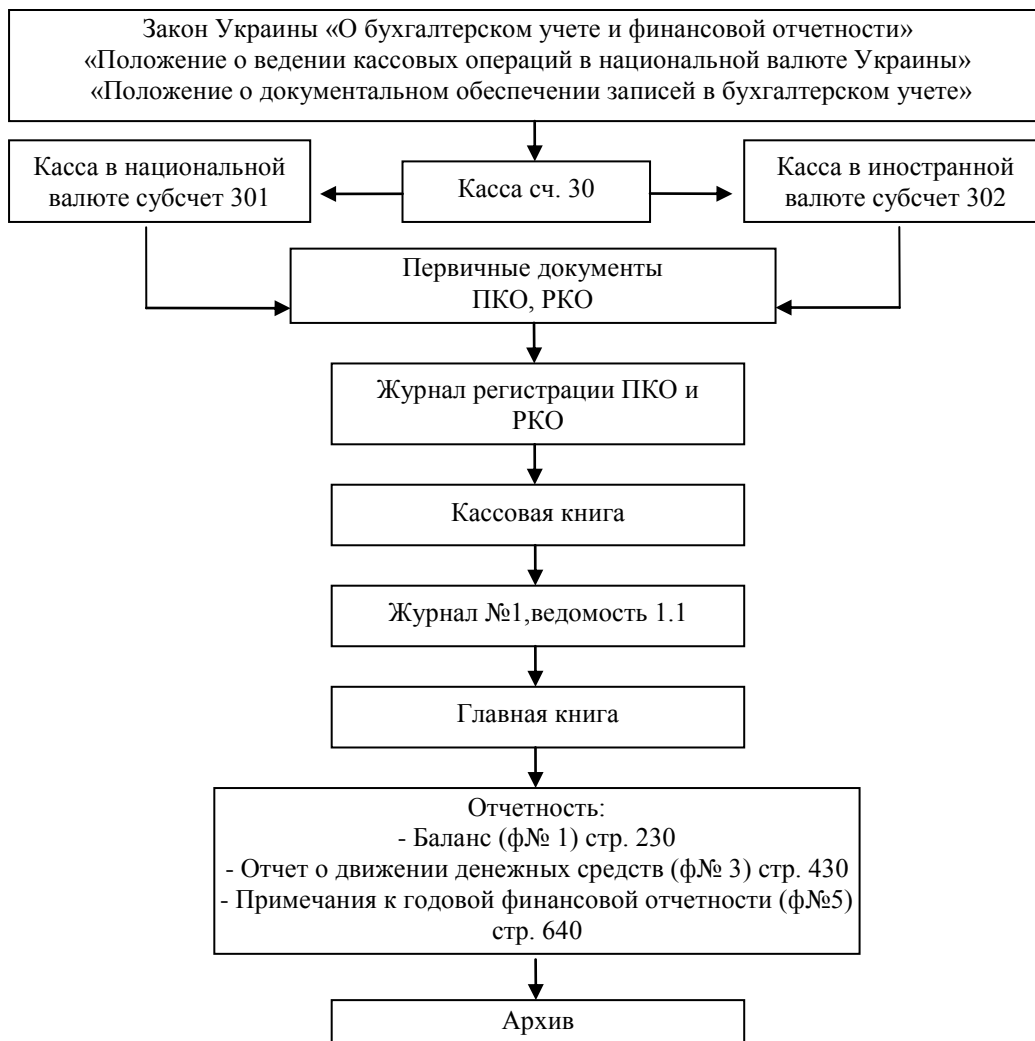 Закон Украины «О бухгалтерском учете и финансовой отчетности»
«Положение о ведении кассовых операций в национальной валюте Украины»
«Положение о документальном обеспечении записей в бухгалтерском учете»
Касса в национальной
валюте субсчет 301
Касса сч. 30
Касса в иностранной
валюте субсчет 302
Первичные документы
ПКО, РКО
Журнал регистрации ПКО и
РКО
Кассовая книга
Журнал №1,ведомость 1.1
Главная книга
Отчетность:
- Баланс (ф№ 1) стр. 230
- Отчет о движении денежных средств (ф№ 3) стр. 430
- Примечания к годовой финансовой отчетности (ф№5)
стр. 640
Архив